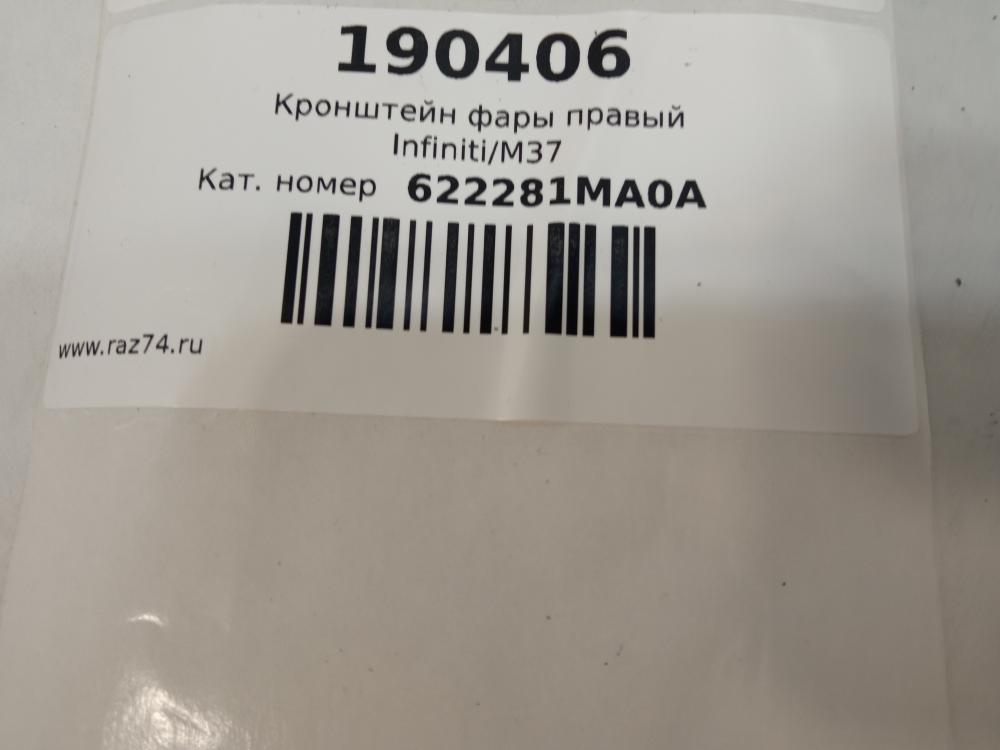 190406
Кронштейн фары правый
Infiniti/M37
Кат. номер 622281MA0A
www.raz74.ru